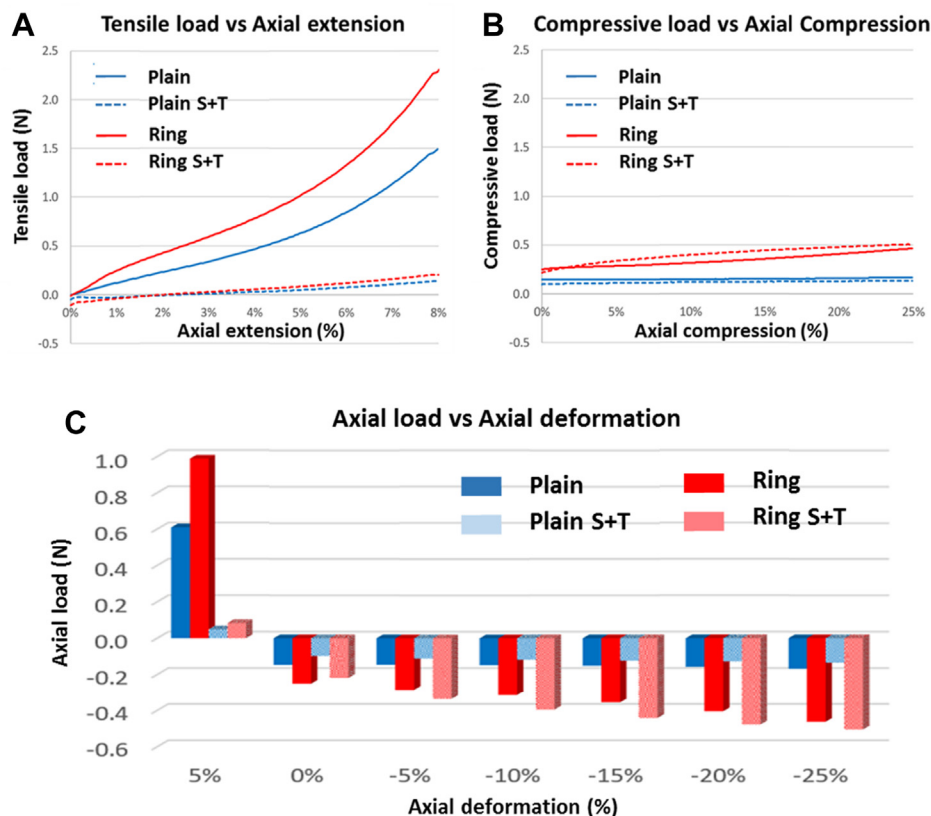 A
Tensile load vs Axial extension
Tensile load (N)
2.5
2.0
1.5
1.0
0.5
0.0
-0.5
Plain
Plain S+T
Ring
Ring S+T
0%
1%
2%
3%
4%
5%
6%
7%
8%
Axial extension (%)
B
Compressive load vs Axial Compression
Compressive load (N)
2.5
2.0
1.5
1.0
0.5
0.0
-0.5
Plain
Plain S+T
Ring
Ring S+T
0%
5%
10%
15%
20%
25%
Axial compression (%)
C
Axial load vs Axial deformation
Axial load (N)
1.0
0.8
0.6
0.4
0.2
0.0
-0.2
-0.4
-0.6
Plain
Ring
Plain S+T
Ring S+T
5%
0%
-5%
-10%
-15%
-20%
-25%
Axial deformation (%)